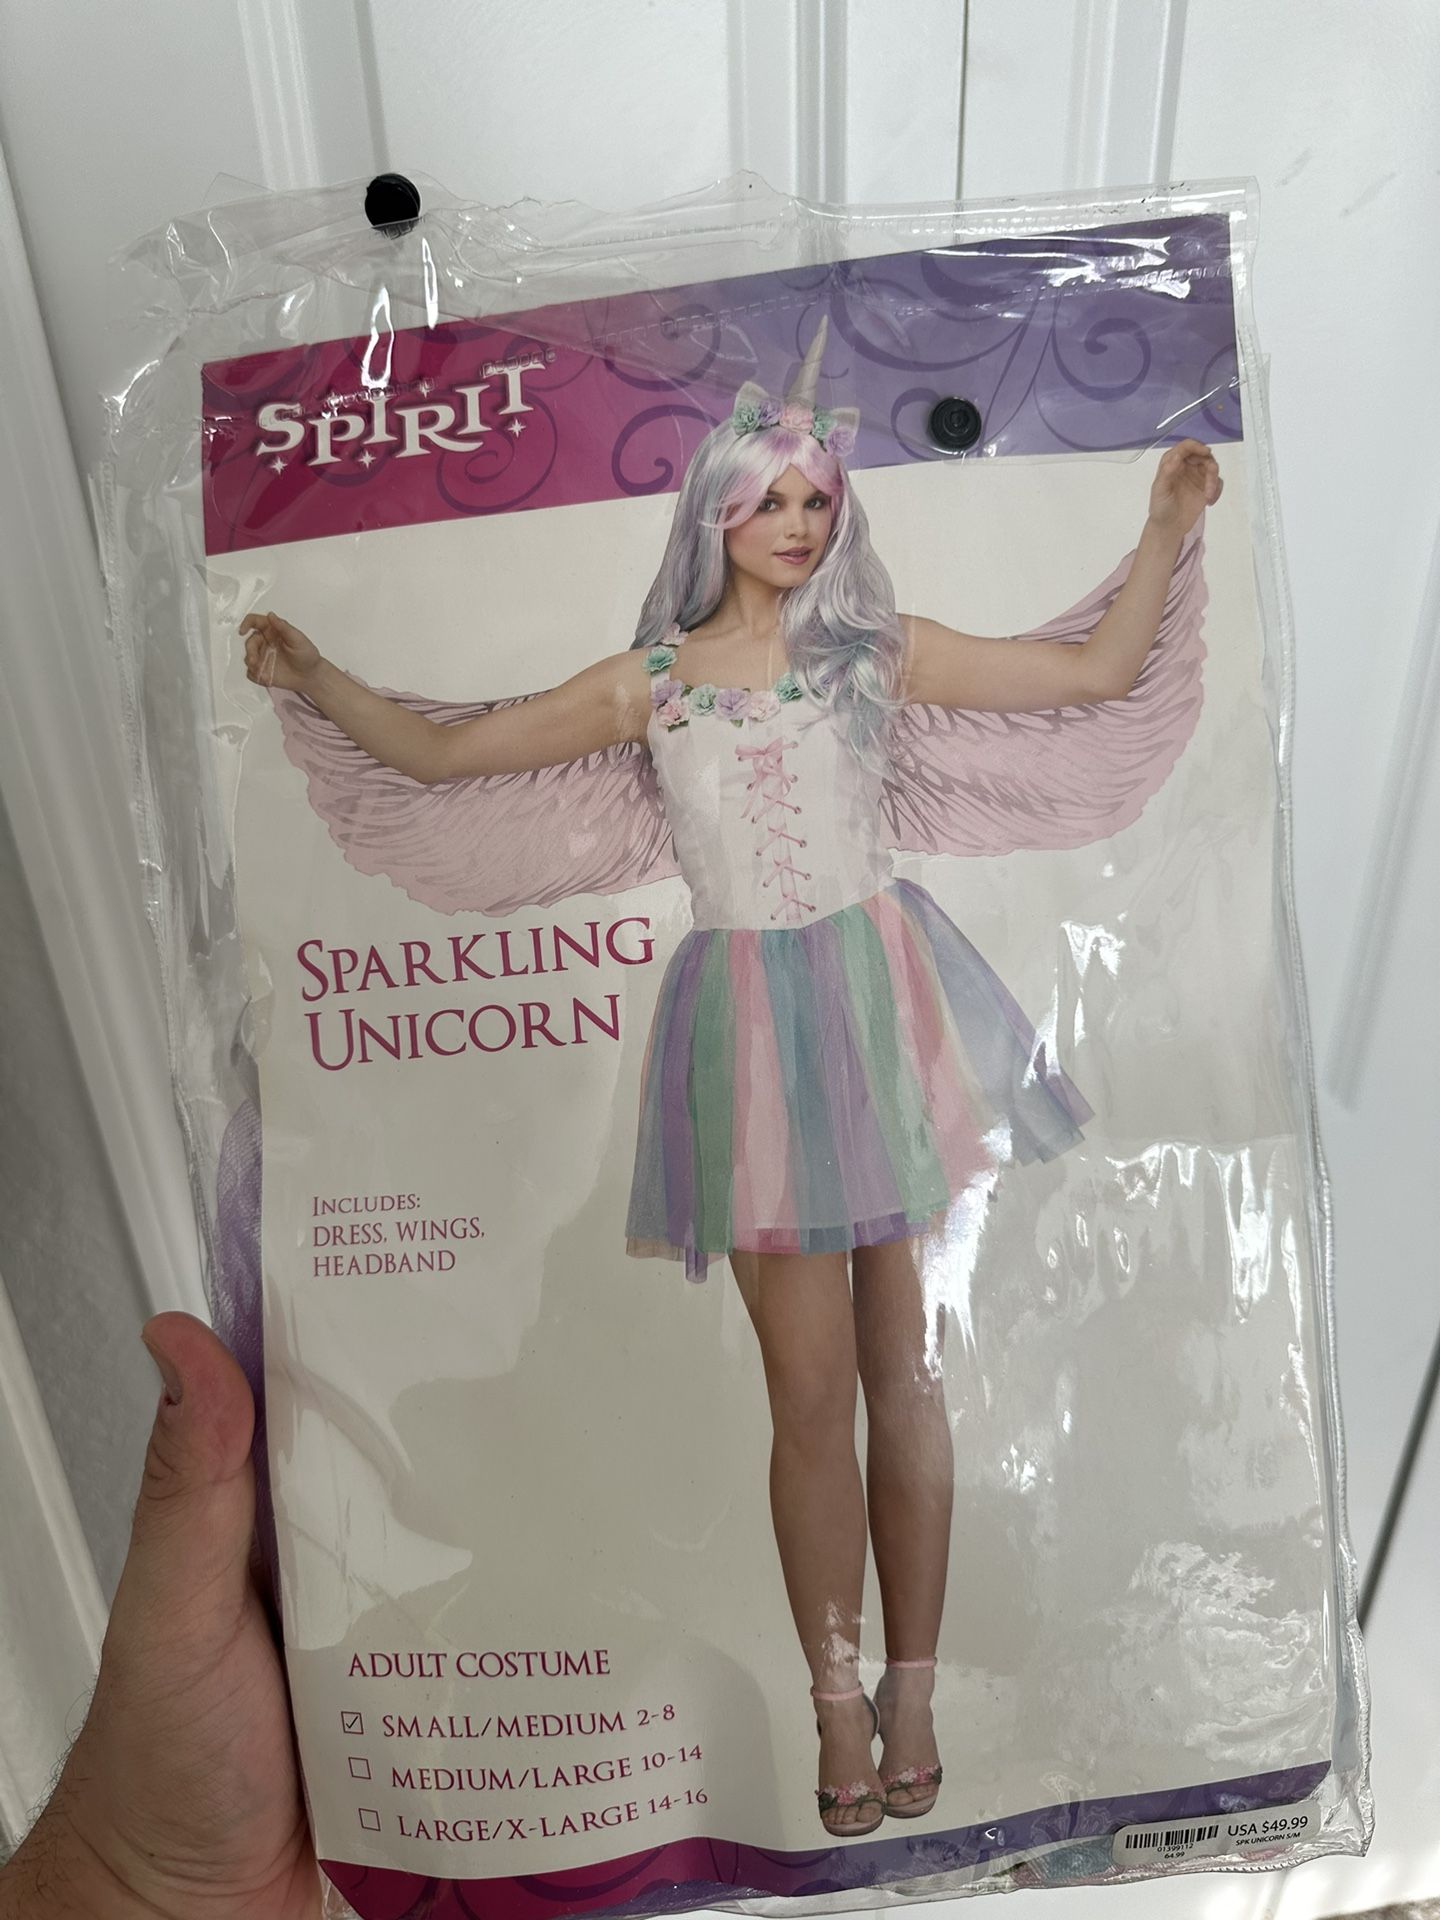 SPIRIT
SPARKLING
UNICORN
INCLUDES:
DRESS, WINGS,
HEADBAND
ADULT COSTUME
SMALL/MEDIUM 2-8
MEDIUM/LARGE 10-14
LARGE/X-LARGE 14-16
USA $49.99
SPK UNICORN S/M
01399112
64.99